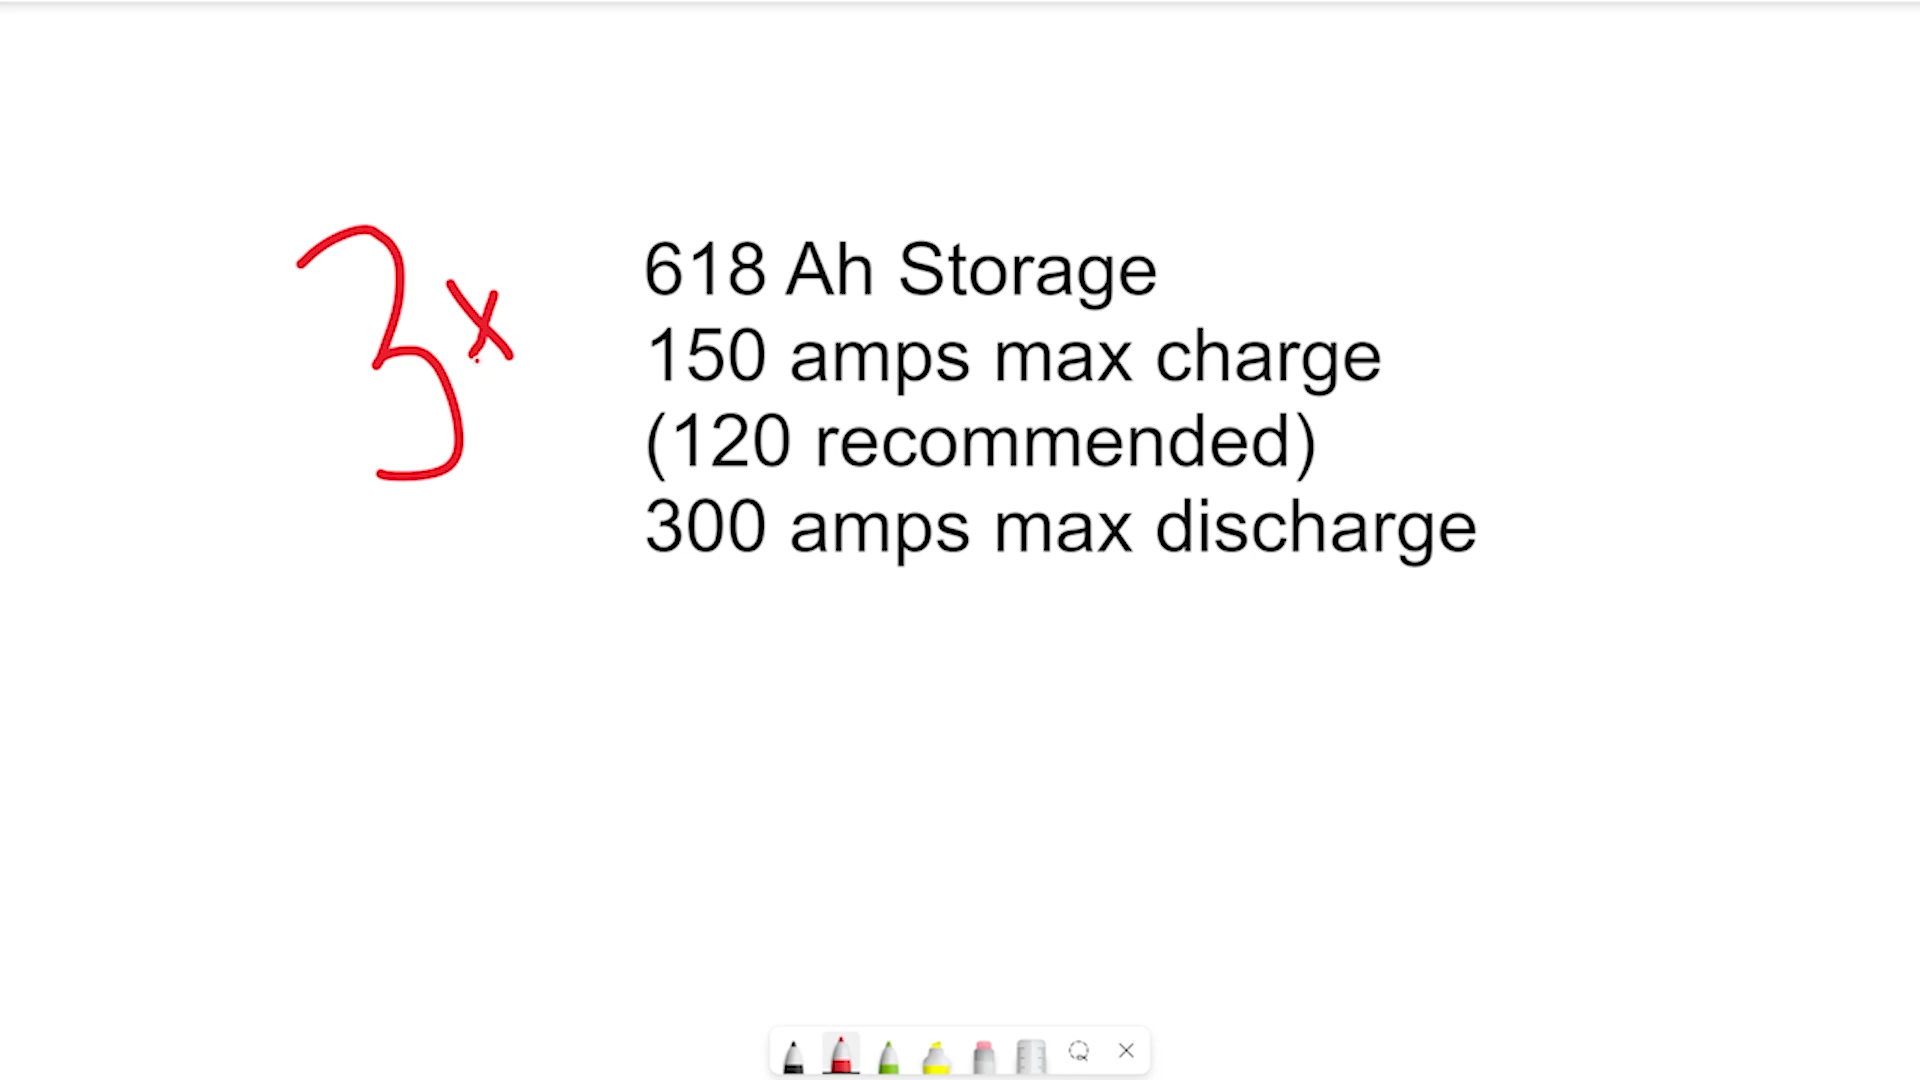 3x
618 Ah Storage
150 amps max charge
(120 recommended)
300 amps max discharge